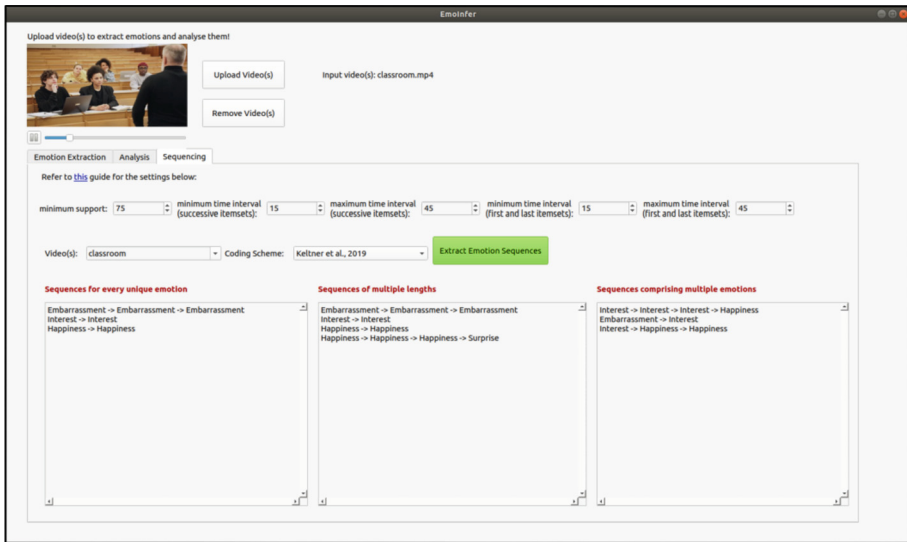 EmoInfer
Upload video(s) to extract emotions and analyse them!
Upload Video(s)
Input video(s): classroom.mp4
Remove Video(s)
Emotion Extraction Analysis Sequencing
Refer to this guide for the settings below:
minimum support: 75 minimum time interval (successive itemsets): 15 maximum time interval (successive itemsets): 45 minimum time interval (first and last itemsets): 15 maximum time interval (first and last itemsets): 45
Video(s): classroom Coding Scheme: Keltner et al., 2019 Extract Emotion Sequences
Sequences for every unique emotion
Embarrassment -> Embarrassment -> Embarrassment
Interest -> Interest
Happiness -> Happiness
Sequences of multiple lengths
Embarrassment -> Embarrassment -> Embarrassment
Interest -> Interest
Happiness -> Happiness
Happiness -> Happiness -> Happiness -> Surprise
Sequences comprising multiple emotions
Interest -> Interest -> Interest -> Happiness
Embarrassment -> Interest
Interest -> Happiness -> Happiness